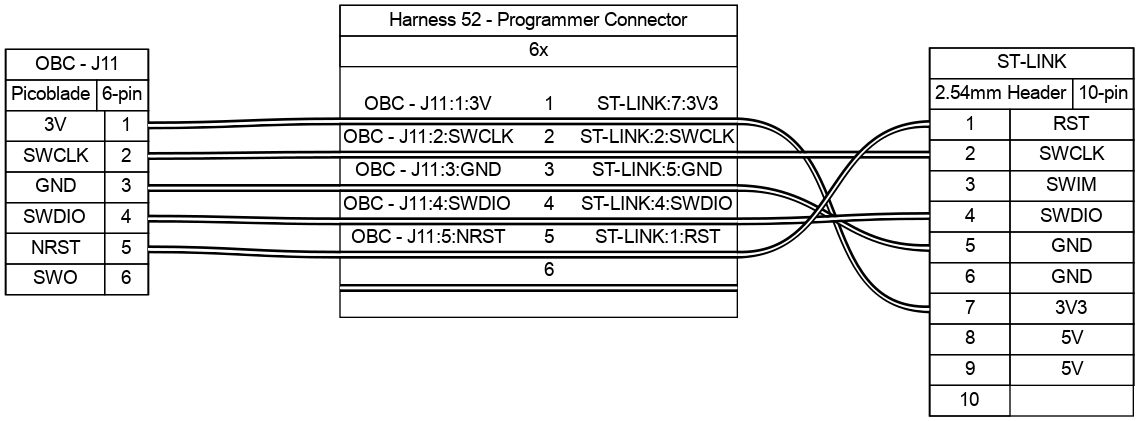 Harness 52 - Programmer Connector
6x
OBC - J11:1:3V 1 ST-LINK:7:3V3
OBC - J11:2:SWCLK 2 ST-LINK:2:SWCLK
OBC - J11:3:GND 3 ST-LINK:5:GND
OBC - J11:4:SWDIO 4 ST-LINK:4:SWDIO
OBC - J11:5:NRST 5 ST-LINK:1:RST
6
OBC - J11
Picoblade 6-pin
3V 1
SWCLK 2
GND 3
SWDIO 4
NRST 5
SWO 6
ST-LINK
2.54mm Header 10-pin
1 RST
2 SWCLK
3 SWIM
4 SWDIO
5 GND
6 GND
7 3V3
8 5V
9 5V
10